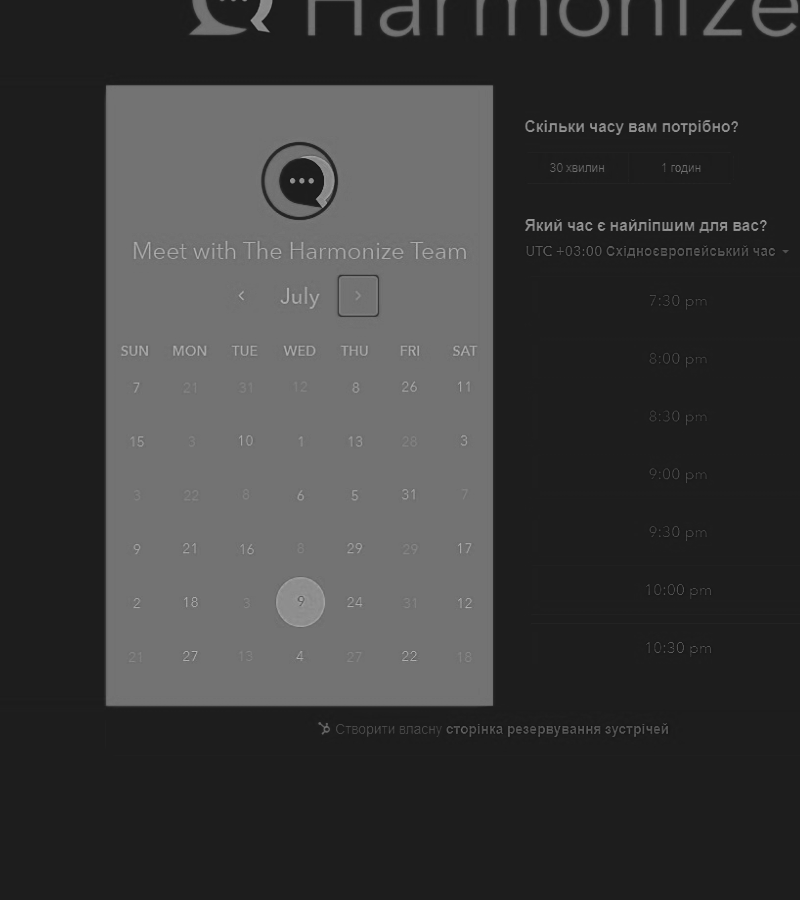 Harmonize
Meet with The Harmonize Team
July
SUN MON TUE WED THU FRI SAT
7 21 31 12 8 26 11
15 3 10 1 13 28 3
3 22 8 6 5 31 7
9 21 16 8 29 29 17
2 18 3 9 24 31 12
21 27 13 4 27 22 18
Скільки часу вам потрібно?
30 хвилин 1 годин
Який час є найліпшим для вас?
UTC +03:00 Східноєвропейський час
7:30 pm
8:00 pm
8:30 pm
9:00 pm
9:30 pm
10:00 pm
10:30 pm
Створити власну сторінка резервування зустрічей